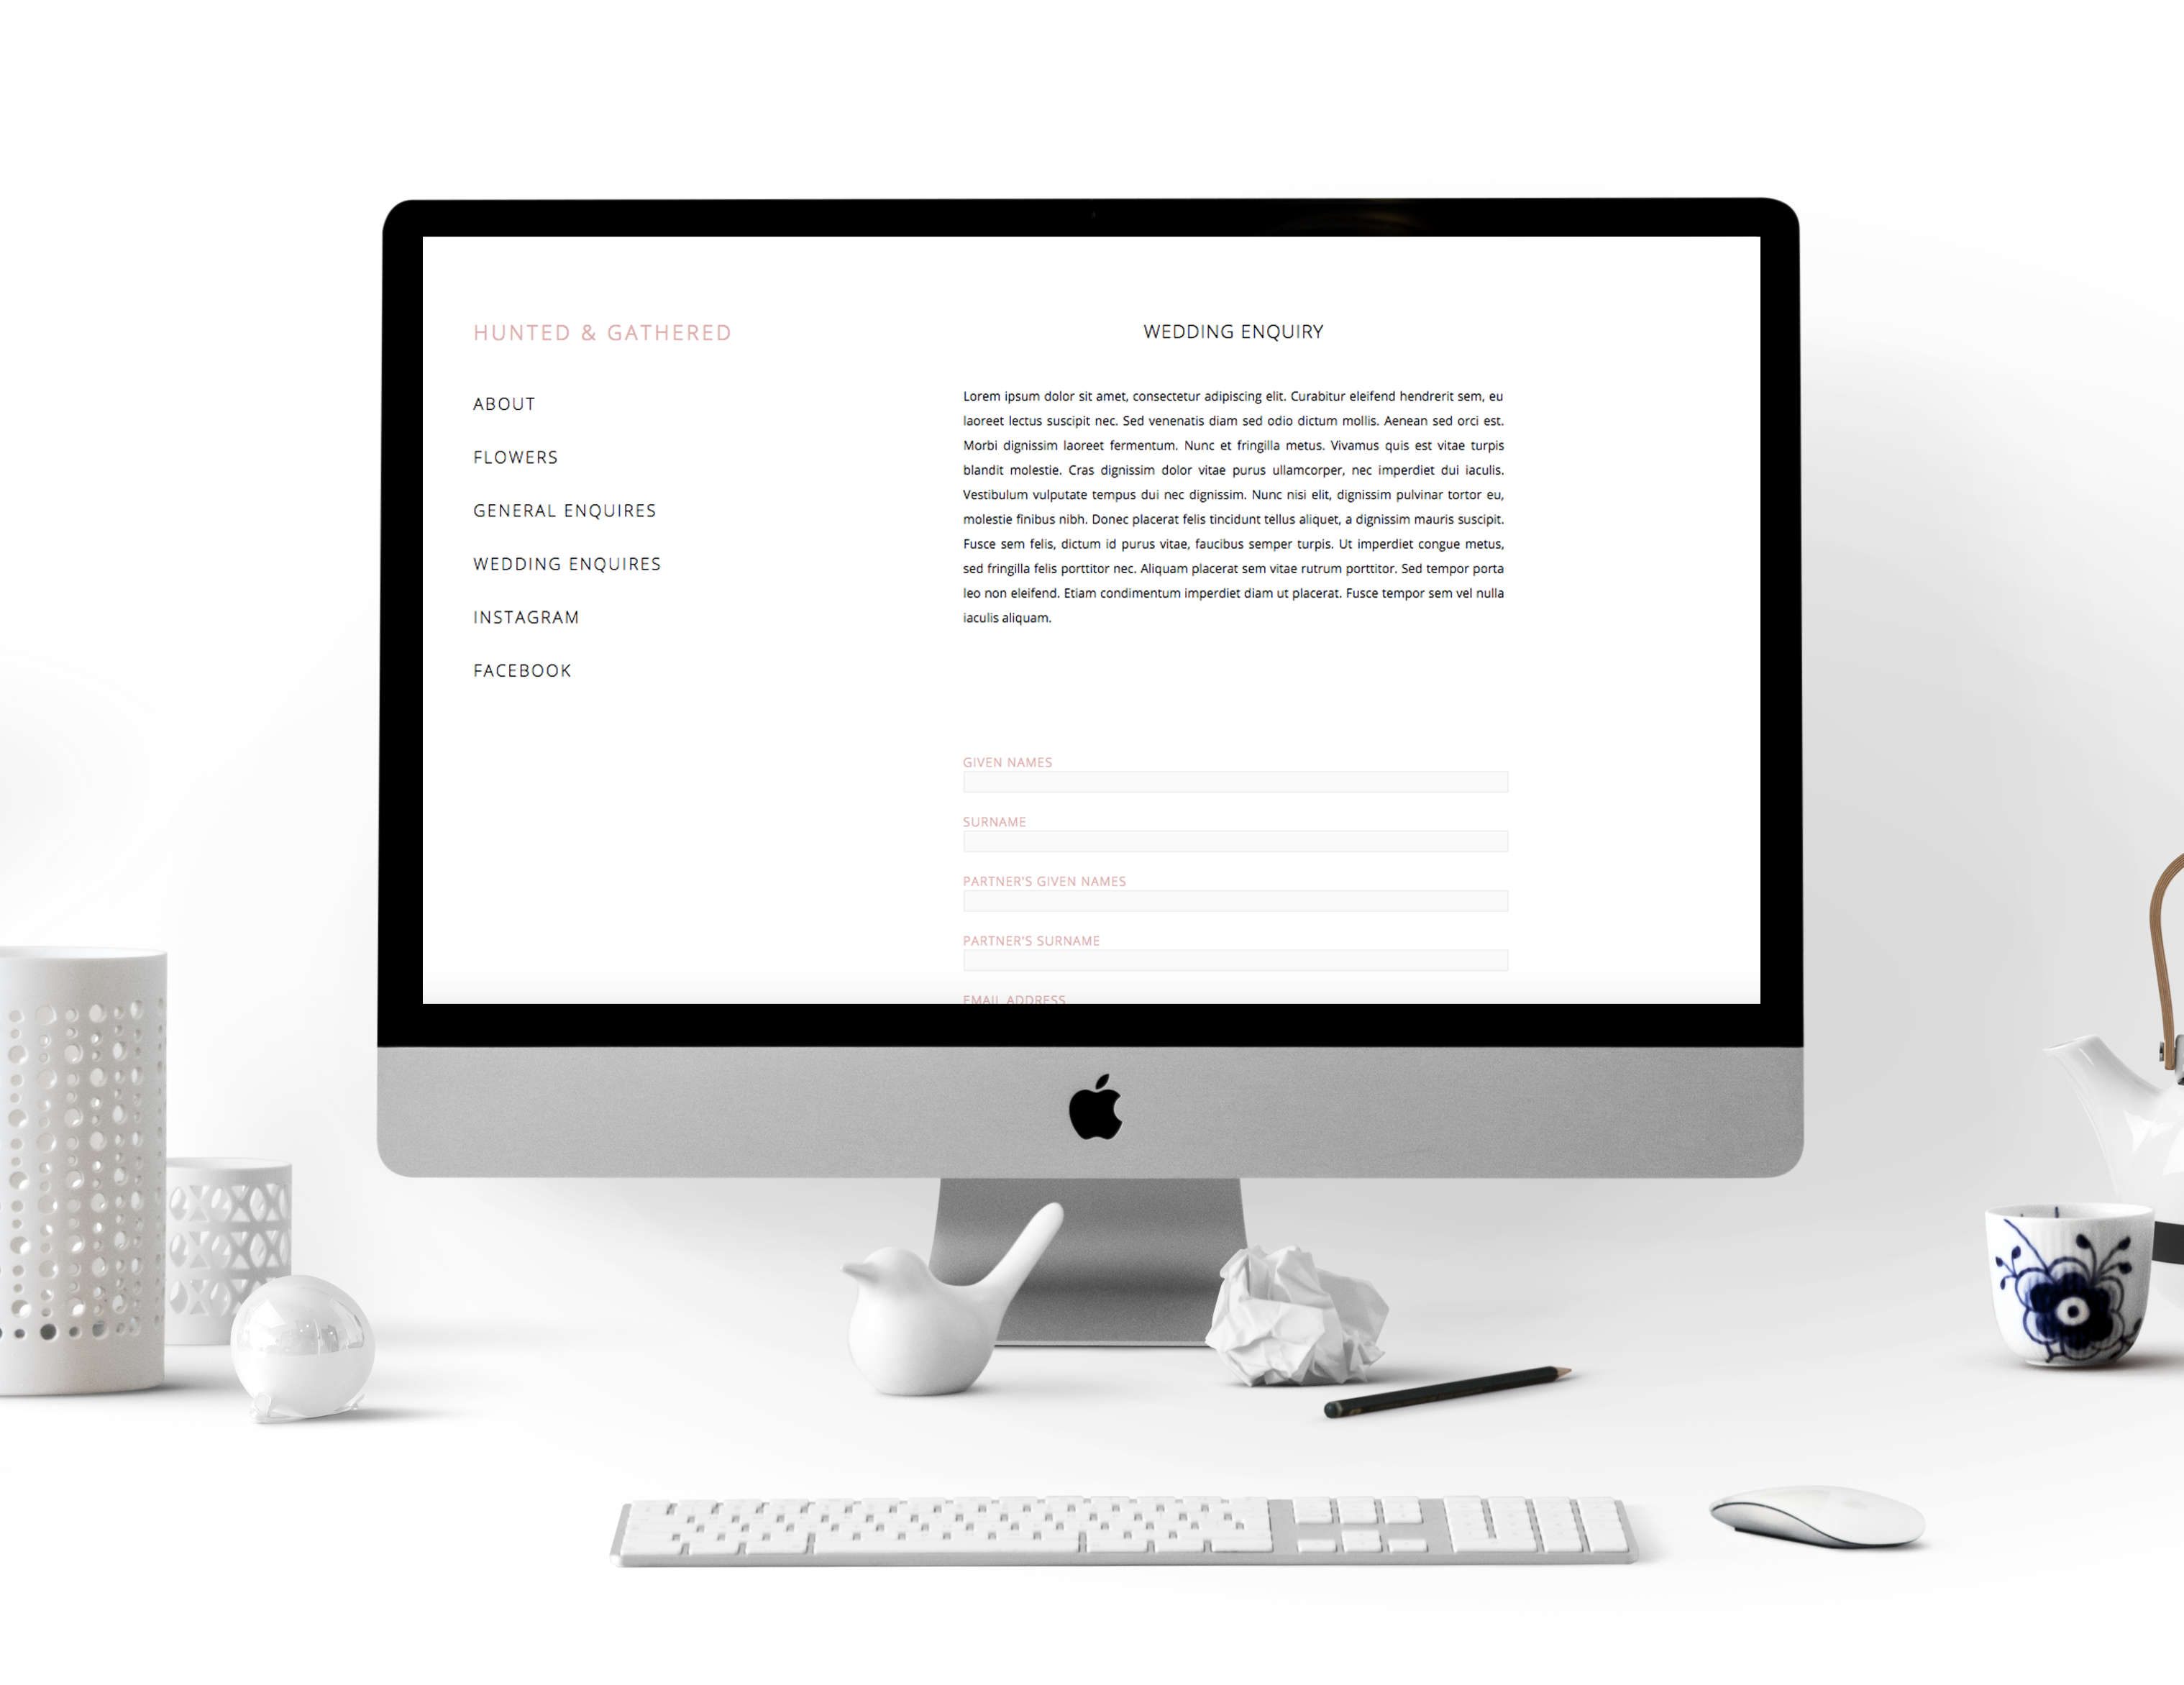 HUNTED & GATHERED
ABOUT
FLOWERS
GENERAL ENQUIRES
WEDDING ENQUIRES
INSTAGRAM
FACEBOOK
WEDDING ENQUIRY
Lorem ipsum dolor sit amet, consectetur adipiscing elit. Curabitur eleifend hendrerit sem, eu
laoreet lectus suscipit nec. Sed venenatis diam sed odio dictum mollis. Aenean sed orci est.
Morbi dignissim laoreet fermentum. Nunc et fringilla metus. Vivamus quis est vitae turpis
blandit molestie. Cras dignissim dolor vitae purus ullamcorper, nec imperdiet dui iaculis.
Vestibulum vulputate tempus dui nec dignissim. Nunc nisi elit, dignissim pulvinar tortor eu,
molestie finibus nibh. Donec placerat felis tincidunt tellus aliquet, a dignissim mauris suscipit.
Fusce sem felis, dictum id purus vitae, faucibus semper turpis. Ut imperdiet congue metus,
sed fringilla felis porttitor nec. Aliquam placerat sem vitae rutrum porttitor. Sed tempor porta
leo non eleifend. Etiam condimentum imperdiet diam ut placerat. Fusce tempor sem vel nulla
iaculis aliquam.
GIVEN NAMES
SURNAME
PARTNER'S GIVEN NAMES
PARTNER'S SURNAME
EMAIL ADDRESS